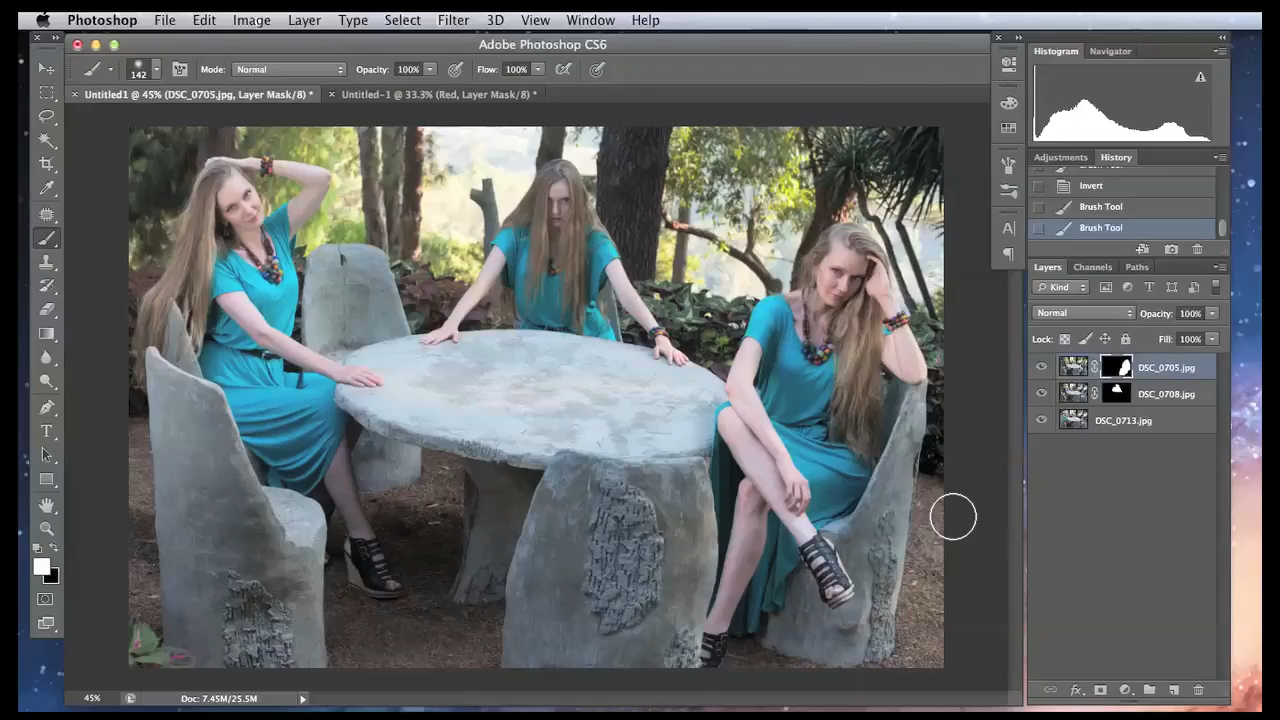 Photoshop File Edit Image Layer Type Select Filter 3D View Window Help
Adobe Photoshop CS6
142 Mode: Normal Opacity: 100% Flow: 100%
Untitled1 @ 45% (DSC_0705.jpg, Layer Mask/8) * Untitled-1 @ 33.3% (Red, Layer Mask/8) *
Histogram Navigator
Adjustments History
Invert
Brush Tool
Brush Tool
Layers Channels Paths
Kind
Normal Opacity: 100%
Lock: Fill: 100%
DSC_0705.jpg
DSC_0708.jpg
DSC_0713.jpg
45% Doc: 7.45M/25.5M